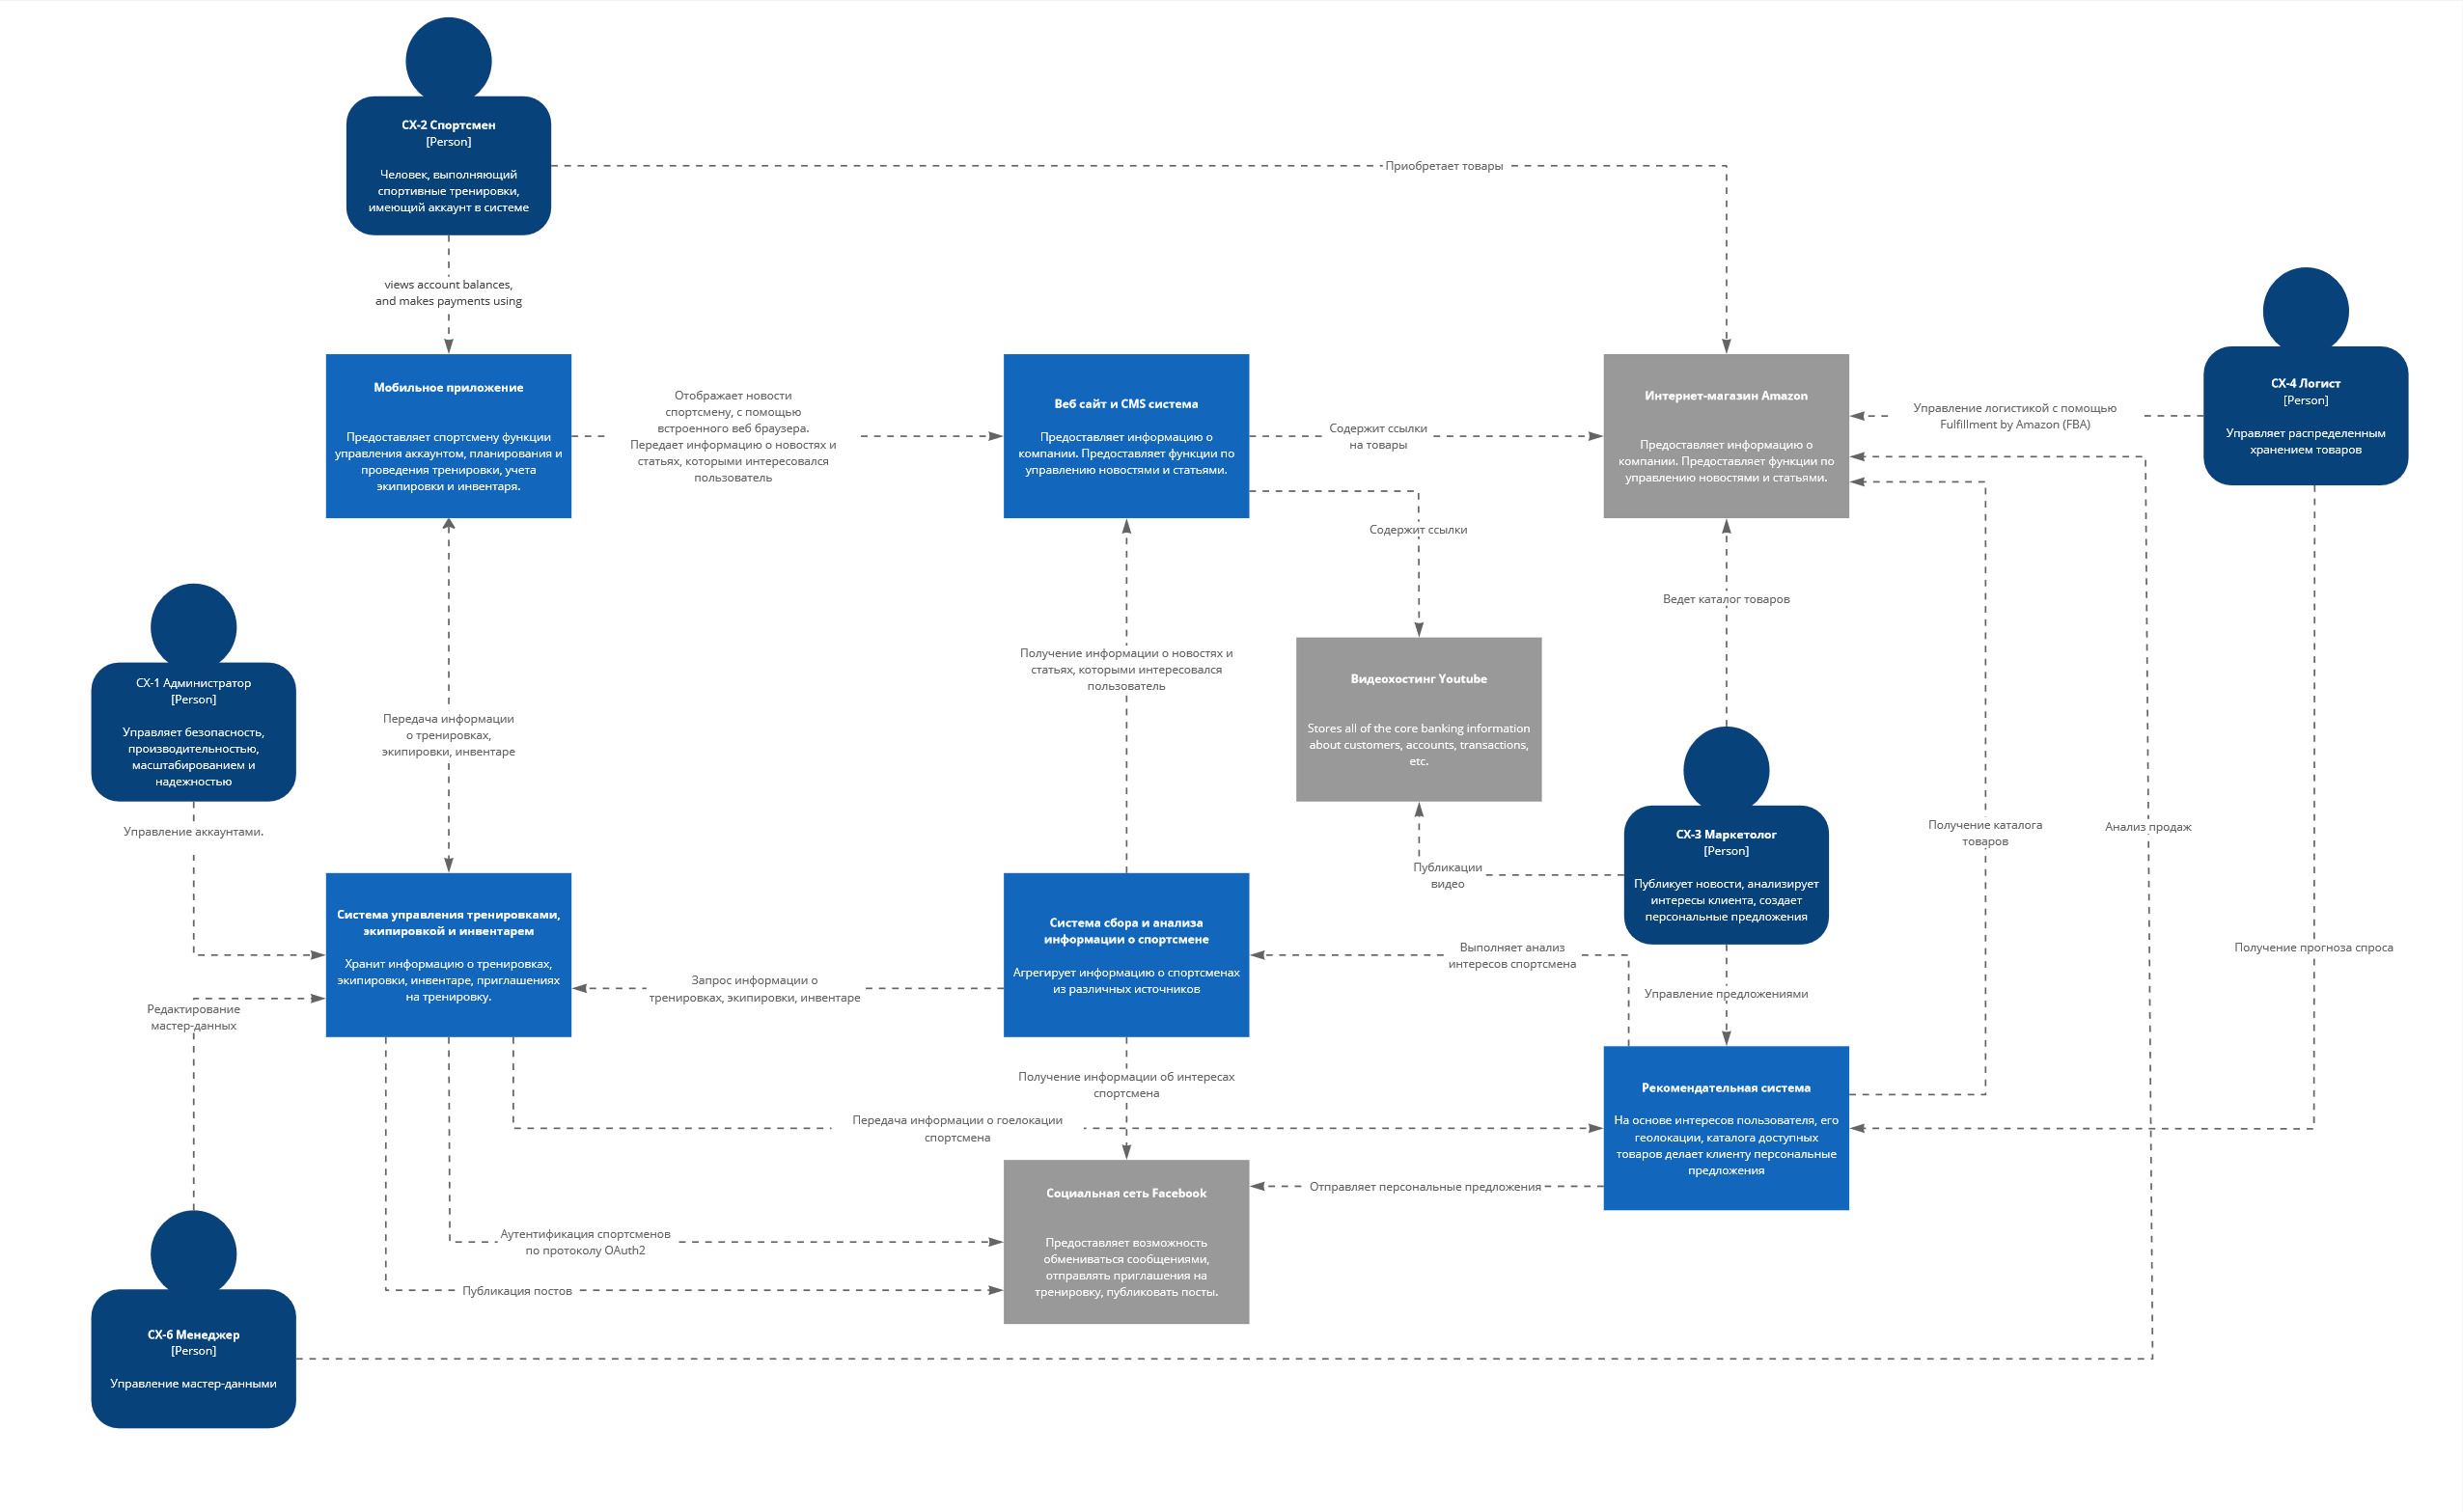 СХ-2 Спортсмен
[Person]
Человек, выполняющий
спортивные тренировки,
имеющий аккаунт в системе
Приобретает товары
views account balances,
and makes payments using
Мобильное приложение
Предоставляет спортсмену функции
управления аккаунтом, планирования и
проведения тренировки, учета
экипировки и инвентаря.
Отображает новости
спортсмену, с помощью
встроенного веб браузера.
Передает информацию о новостях и
статьях, которыми интересовался
пользователь
Веб сайт и CMS система
Предоставляет информацию о
компании. Предоставляет функции по
управлению новостями и статьями.
Содержит ссылки
на товары
Интернет-магазин Amazon
Предоставляет информацию о
компании. Предоставляет функции по
управлению новостями и статьями.
Управление логистикой с помощью
Fulfillment by Amazon (FBA)
СХ-4 Логист
[Person]
Управляет распределенным
хранением товаров
Содержит ссылки
Ведет каталог товаров
Получение информации о новостях и
статьях, которыми интересовался
пользователь
Видеохостинг Youtube
Stores all of the core banking information
about customers, accounts, transactions,
etc.
СХ-1 Администратор
[Person]
Управляет безопасность,
производительностью,
масштабированием и
надежностью
Передача информации
о тренировках,
экипировки, инвентаре
Управление аккаунтами.
СХ-3 Маркетолог
[Person]
Публикует новости, анализирует
интересы клиента, создает
персональные предложения
Публикации
видео
Получение каталога
товаров
Анализ продаж
Получение прогноза спроса
Система управления тренировками,
экипировкой и инвентарем
Хранит информацию о тренировках,
экипировки, инвентаре, приглашениях
на тренировку.
Запрос информации о
тренировках, экипировки, инвентаре
Система сбора и анализа
информации о спортсмене
Агрегирует информацию о спортсменах
из различных источников
Выполняет анализ
интересов спортсмена
Управление предложениями
Редактирование
мастер-данных
Получение информации об интересах
спортсмена
Передача информации о гоелокации
спортсмена
Рекомендательная система
На основе интересов пользователя, его
геолокации, каталога доступных
товаров делает клиенту персональные
предложения
Отправляет персональные предложения
Социальная сеть Facebook
Предоставляет возможность
обмениваться сообщениями,
отправлять приглашения на
тренировку, публиковать посты.
Аутентификация спортсменов
по протоколу OAuth2
Публикация постов
СХ-6 Менеджер
[Person]
Управление мастер-данными